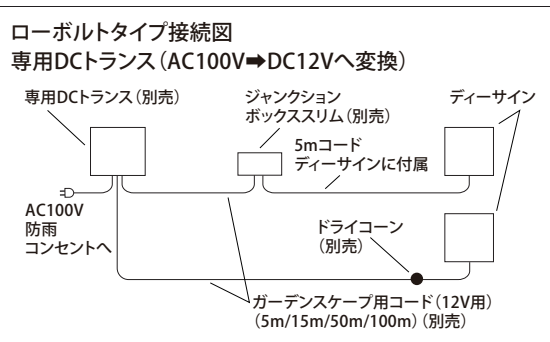 ローボルトタイプ接続図
専用DCトランス（AC100V➡DC12Vへ変換）
専用DCトランス（別売）
ジャンクション
ボックススリム（別売）
ディーサイン
5mコード
ディーサインに付属
AC100V
防雨
コンセントへ
ドライコーン
（別売）
ガーデンスケープ用コード（12V用）
（5m/15m/50m/100m）（別売）